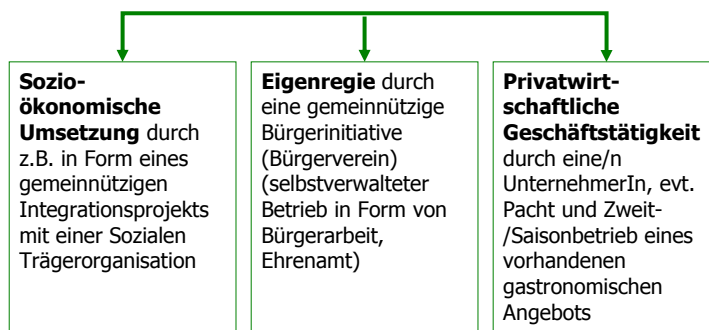 Sozio-
ökonomische
Umsetzung durch
z.B. in Form eines
gemeinnützigen
Integrationsprojekts
mit einer Sozialen
Trägerorganisation
Eigenregie durch
eine gemeinnützige
Bürgerinitiative
(Bürgerverein)
(selbstverwalteter
Betrieb in Form von
Bürgerarbeit,
Ehrenamt)
Privatwirt-
schaftliche
Geschäftstätigkeit
durch eine/n
UnternehmerIn, evt.
Pacht und Zweit-
/Saisonbetrieb eines
vorhandenen
gastronomischen
Angebots